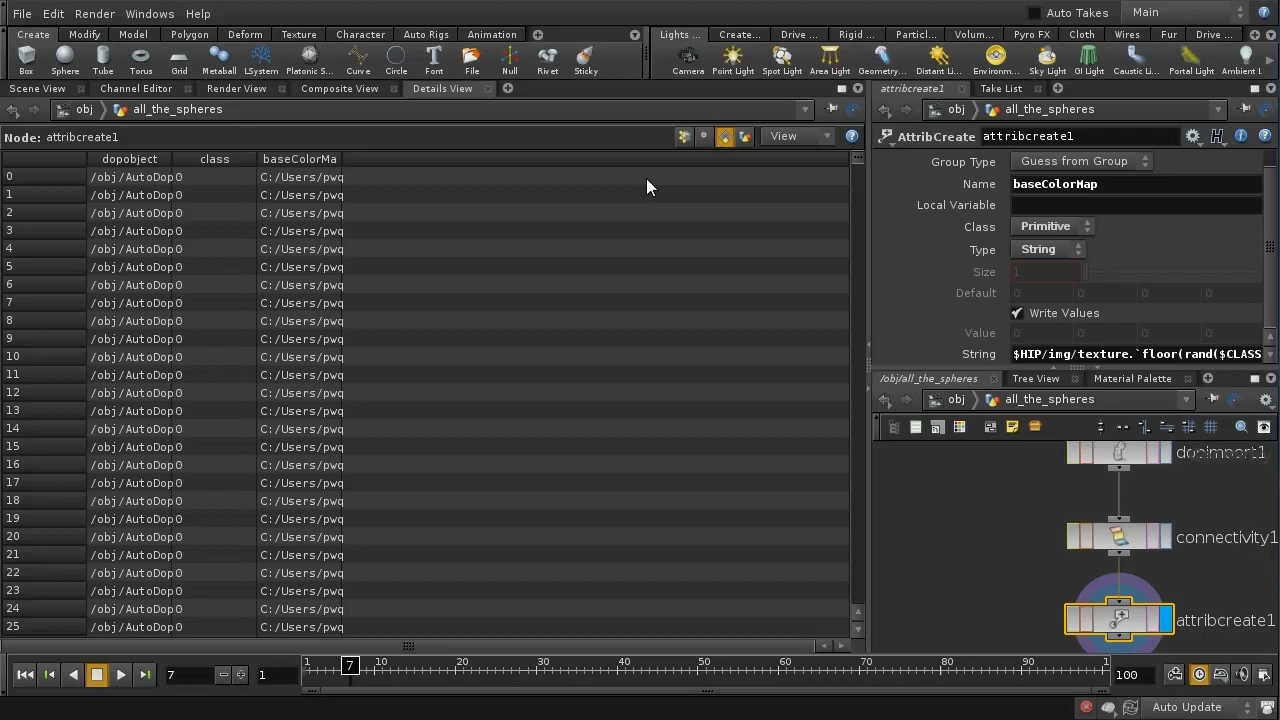 File Edit Render Windows Help Auto Takes Main
Create Modify Model Polygon Deform Texture Character Auto Rigs Animation Lights ... Create... Drive ... Rigid ... Particl... Volum... Pyro FX Cloth Wires Fur Drive ...
Box Sphere Tube Torus Grid Metaball LSystem Platonic S... Curve Circle Font File Null Rivet Sticky Camera Point Light Spot Light Area Light Geometry... Distant Li... Environm... Sky Light GI Light Caustic Li... Portal Light Ambient L
Scene View Channel Editor Render View Composite View Details View
obj all_the_spheres
Node: attribcreate1 View
dopobject class baseColorMa
0 /obj/AutoDop 0 C:/Users/pwq
1 /obj/AutoDop 0 C:/Users/pwq
2 /obj/AutoDop 0 C:/Users/pwq
3 /obj/AutoDop 0 C:/Users/pwq
4 /obj/AutoDop 0 C:/Users/pwq
5 /obj/AutoDop 0 C:/Users/pwq
6 /obj/AutoDop 0 C:/Users/pwq
7 /obj/AutoDop 0 C:/Users/pwq
8 /obj/AutoDop 0 C:/Users/pwq
9 /obj/AutoDop 0 C:/Users/pwq
10 /obj/AutoDop 0 C:/Users/pwq
11 /obj/AutoDop 0 C:/Users/pwq
12 /obj/AutoDop 0 C:/Users/pwq
13 /obj/AutoDop 0 C:/Users/pwq
14 /obj/AutoDop 0 C:/Users/pwq
15 /obj/AutoDop 0 C:/Users/pwq
16 /obj/AutoDop 0 C:/Users/pwq
17 /obj/AutoDop 0 C:/Users/pwq
18 /obj/AutoDop 0 C:/Users/pwq
19 /obj/AutoDop 0 C:/Users/pwq
20 /obj/AutoDop 0 C:/Users/pwq
21 /obj/AutoDop 0 C:/Users/pwq
22 /obj/AutoDop 0 C:/Users/pwq
23 /obj/AutoDop 0 C:/Users/pwq
24 /obj/AutoDop 0 C:/Users/pwq
25 /obj/AutoDop 0 C:/Users/pwq
attribcreate1 Take List
obj all_the_spheres
AttribCreate attribcreate1
Group Type Guess from Group
Name baseColorMap
Local Variable
Class Primitive
Type String
Size 1
Default 0 0 0 0
Write Values
Value 0 0 0 0
String $HIP/img/texture.`floor(rand($CLASS
/obj/all_the_spheres Tree View Material Palette
obj all_the_spheres
dopimport1
connectivity1
attribcreate1
7 1 1 7 10 20 30 40 50 60 70 80 90 1 100
Auto Update